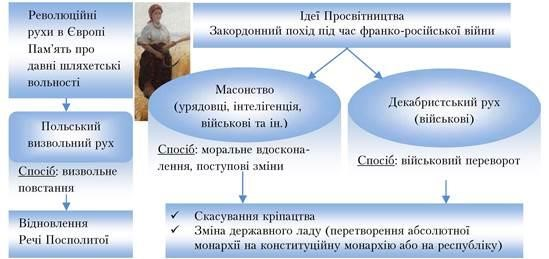 Революційні
рухи в Європі
Пам’ять про
давні шляхетські
вольності
Польський
визвольний рух
Спосіб: визвольне
повстання
Відновлення
Речі Посполитої
Ідеї Просвітництва
Закордонний похід під час франко-російської війни
Масонство
(урядовці, інтелігенція,
військові та ін.)
Спосіб: моральне вдоскона-
лення, поступові зміни
Декабристський рух
(військові)
Спосіб: військовий переворот
✓ Скасування кріпацтва
✓ Зміна державного ладу (перетворення абсолютної
монархії на конституційну монархію або на республіку)